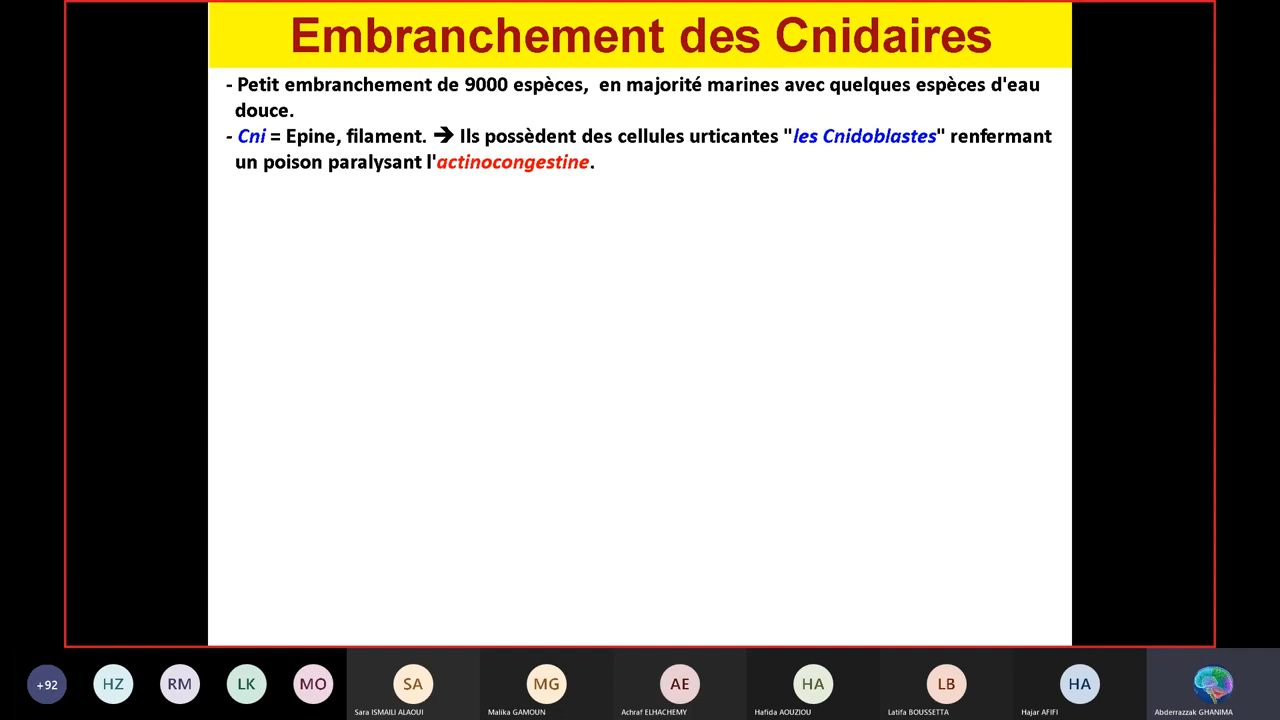 Embranchement des Cnidaires
- Petit embranchement de 9000 espèces,  en majorité marines avec quelques espèces d'eau
douce.
- Cni = Epine, filament. ➔ Ils possèdent des cellules urticantes "les Cnidoblastes" renfermant
un poison paralysant l'actinocongestine.
+92
HZ
RM
LK
MO
SA
MG
AE
HA
LB
HA
Sara ISMAILI ALAOUI
Malika GAMOUN
Achraf ELHACHEMY
Hafida AOUZIOU
Latifa BOUSSETTA
Hajar AFIFI
Abderrazzak GHANIMA